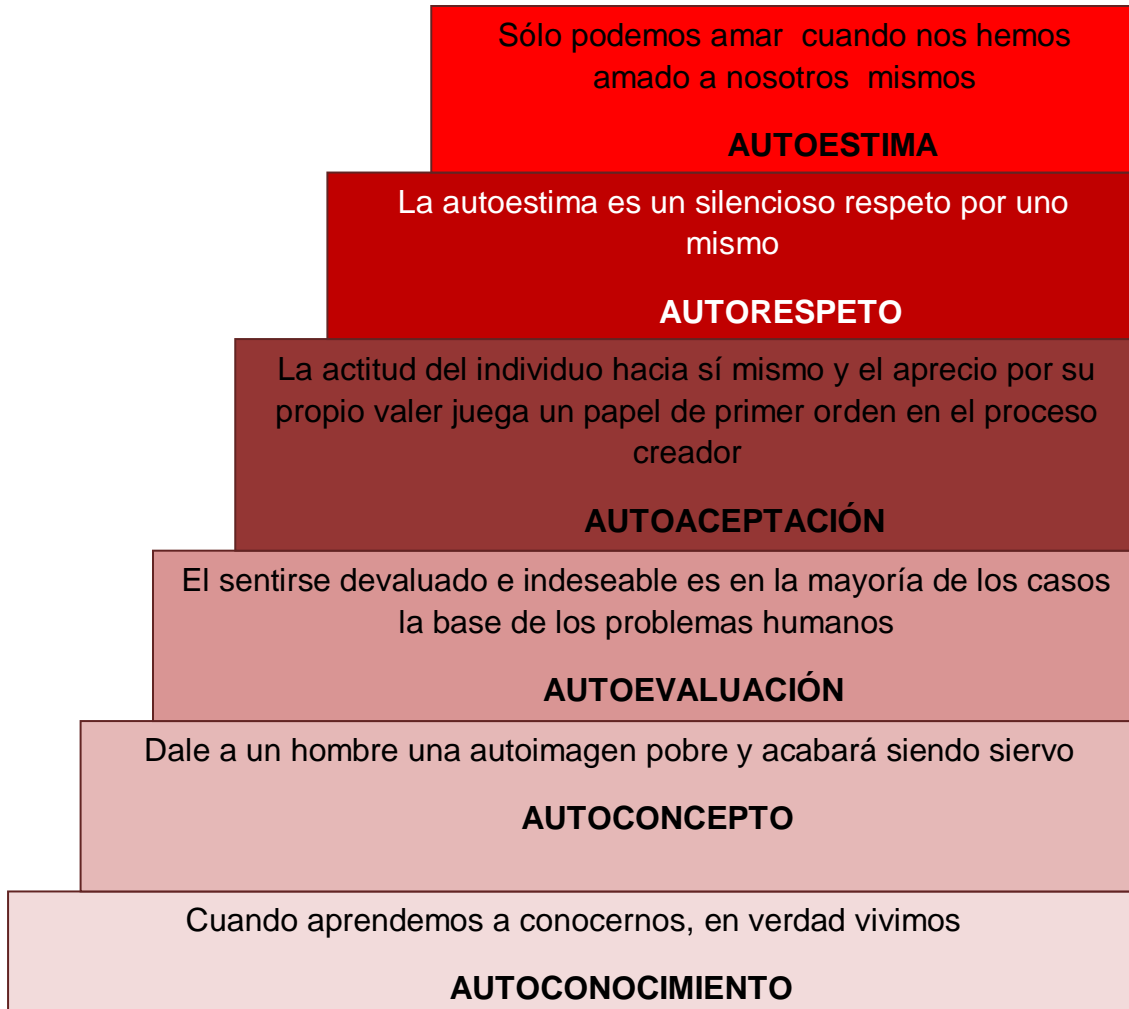 Sólo podemos amar cuando nos hemos
amado a nosotros mismos
AUTOESTIMA
La autoestima es un silencioso respeto por uno
mismo
AUTORESPETO
La actitud del individuo hacia sí mismo y el aprecio por su
propio valer juega un papel de primer orden en el proceso
creador
AUTOACEPTACIÓN
El sentirse devaluado e indeseable es en la mayoría de los casos
la base de los problemas humanos
AUTOEVALUACIÓN
Dale a un hombre una autoimagen pobre y acabará siendo siervo
AUTOCONCEPTO
Cuando aprendemos a conocernos, en verdad vivimos
AUTOCONOCIMIENTO